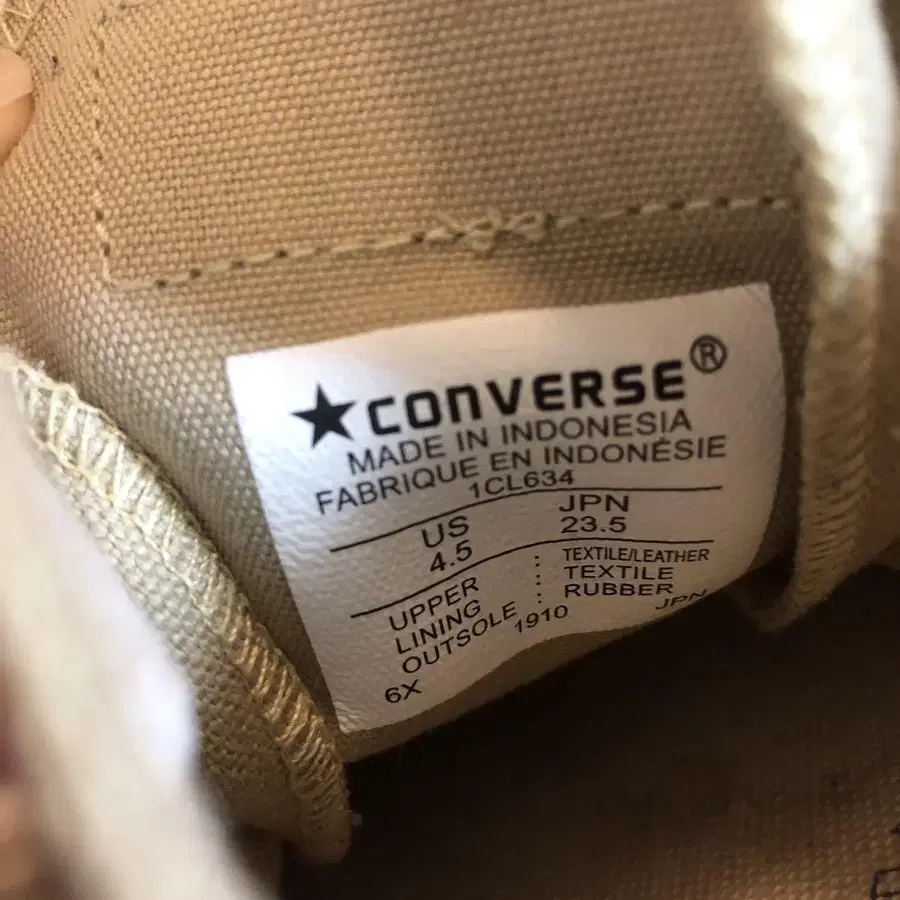 ★CONVERSE®
MADE IN INDONESIA
FABRIQUE EN INDONÉSIE
1CL634
US JPN
4.5 23.5
UPPER : TEXTILE/LEATHER
LINING : TEXTILE
OUTSOLE : RUBBER
6X 1910 JPN